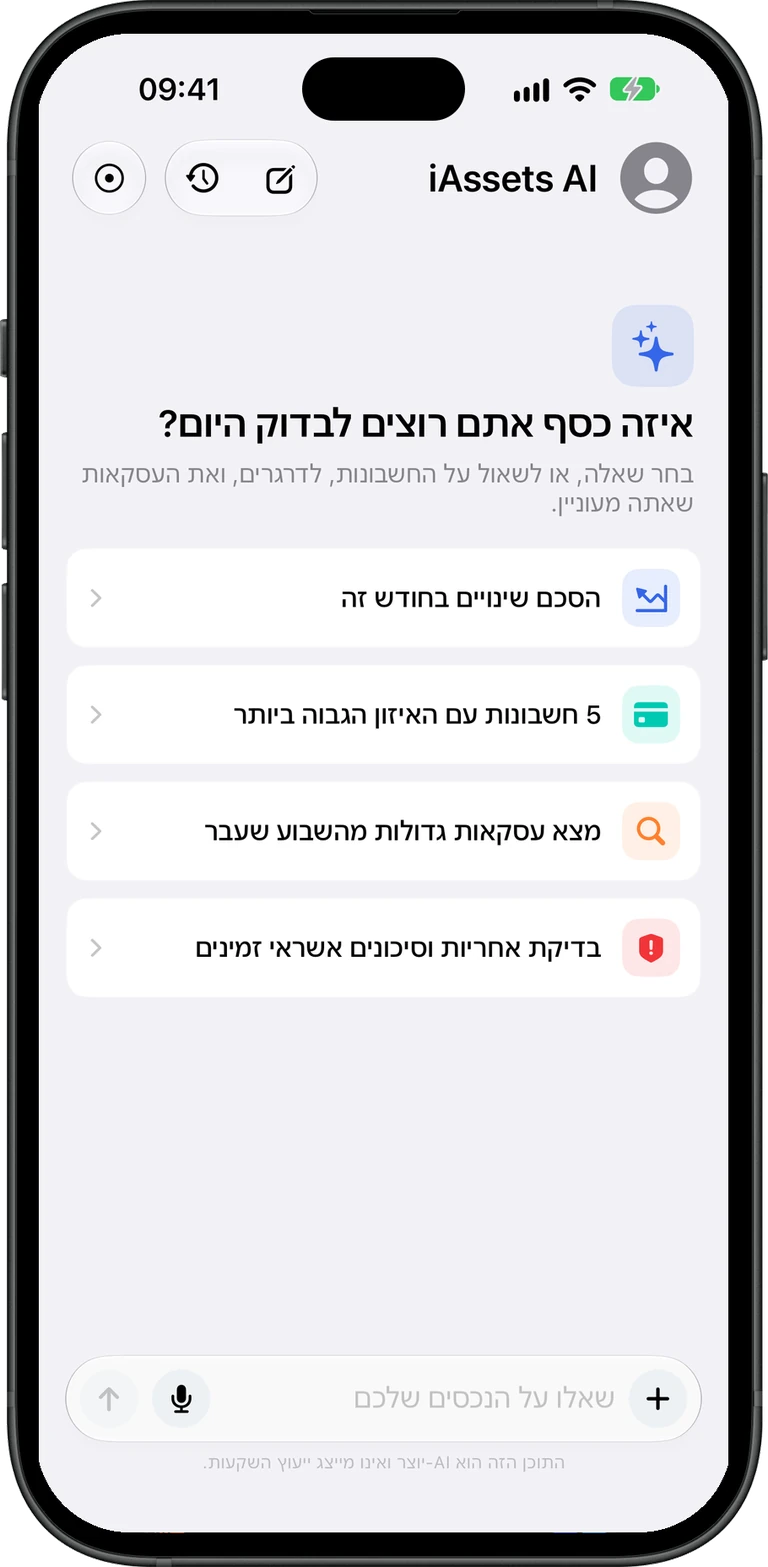 09:41
iAssets AI
איזה כסף אתם רוצים לבדוק היום?
בחר שאלה, או לשאול על החשבונות, לדרגרים, ואת העסקאות
שאתה מעוניין.
הסכם שינויים בחודש זה
5 חשבונות עם האיזון הגבוה ביותר
מצא עסקאות גדולות מהשבוע שעבר
בדיקת אחריות וסיכונים אשראי זמינים
שאלו על הנכסים שלכם
התוכן הזה הוא AI-יוצר ואינו מייצג ייעוץ השקעות.